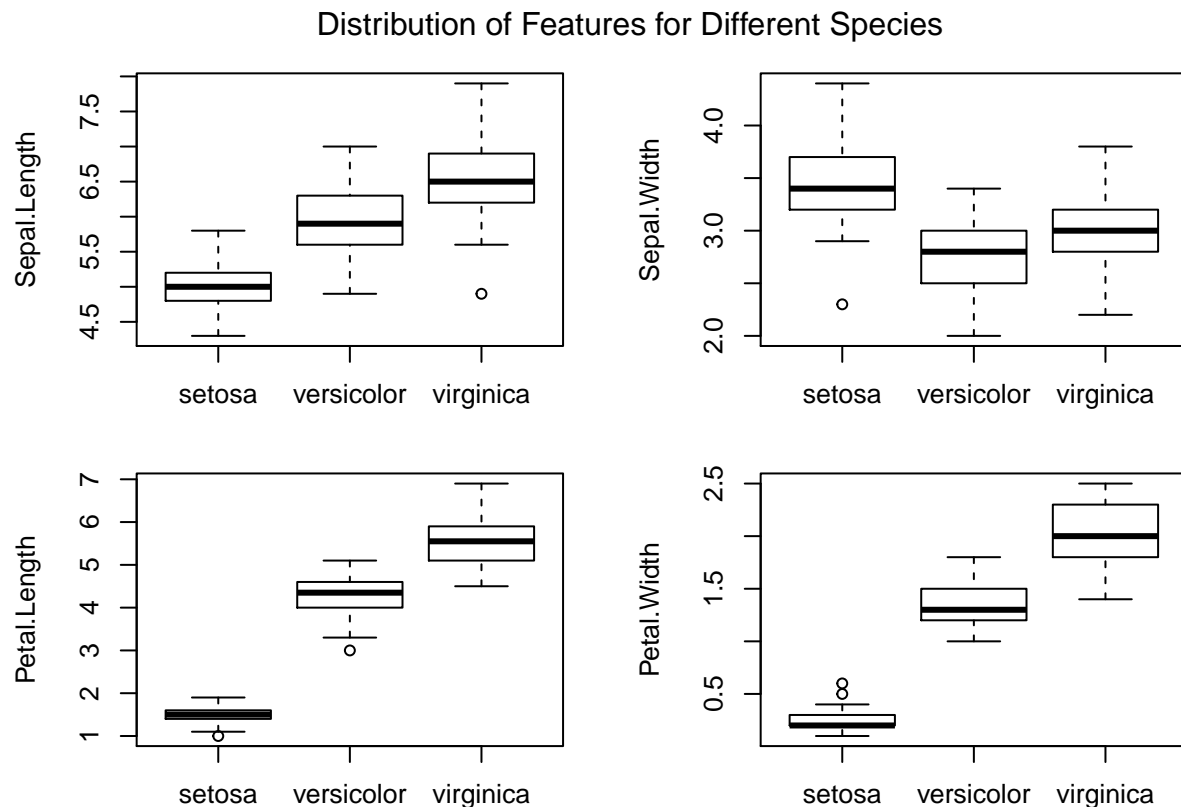 Distribution of Features for Different Species
Sepal.Length
7.5
6.5
5.5
4.5
setosa versicolor virginica
Sepal.Width
4.0
3.0
2.0
setosa versicolor virginica
Petal.Length
7
6
5
4
3
2
1
setosa versicolor virginica
Petal.Width
2.5
1.5
0.5
setosa versicolor virginica